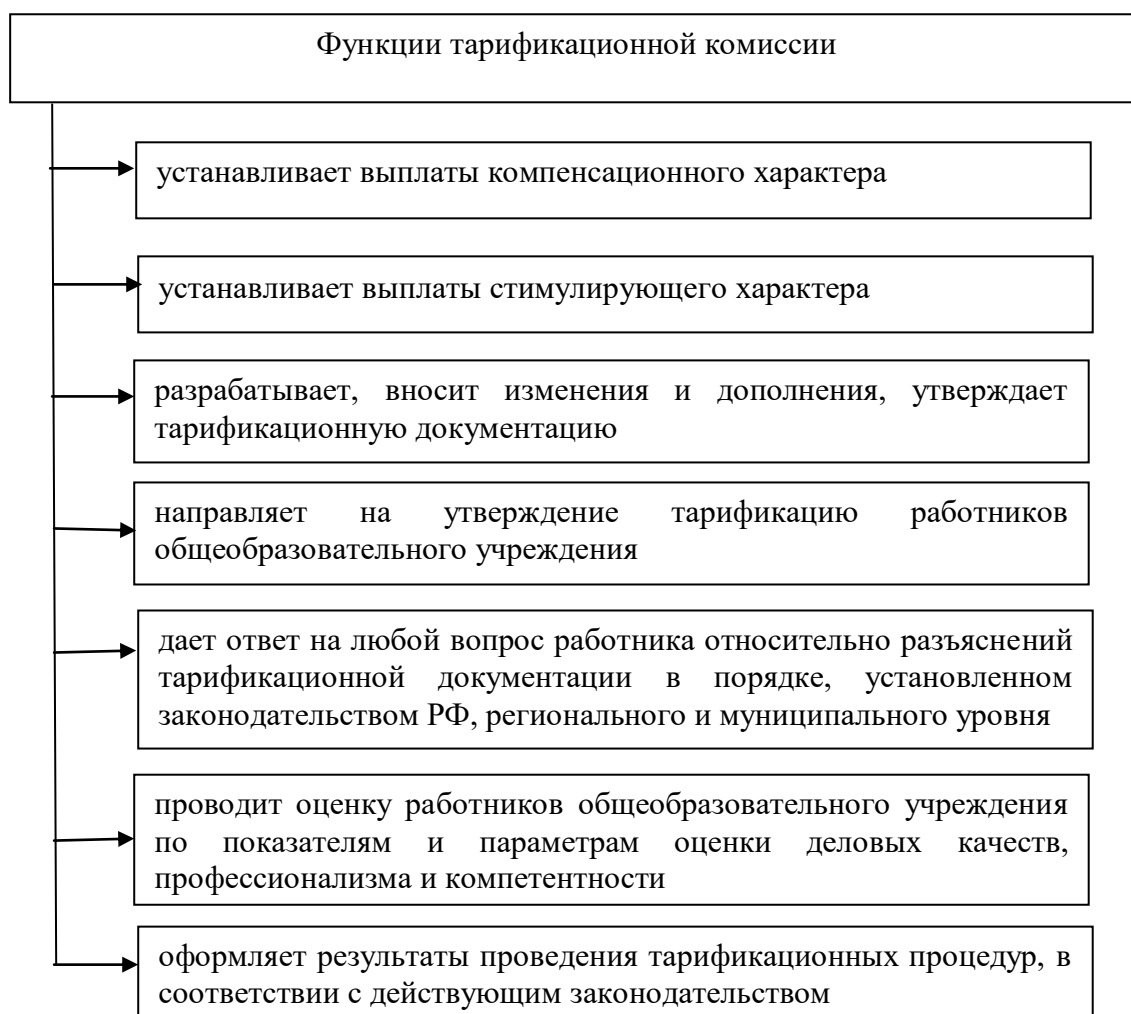 Функции тарификационной комиссии
устанавливает выплаты компенсационного характера
устанавливает выплаты стимулирующего характера
разрабатывает, вносит изменения и дополнения, утверждает
тарификационную документацию
направляет на утверждение тарификацию работников
общеобразовательного учреждения
дает ответ на любой вопрос работника относительно разъяснений
тарификационной документации в порядке, установленном
законодательством РФ, регионального и муниципального уровня
проводит оценку работников общеобразовательного учреждения
по показателям и параметрам оценки деловых качеств,
профессионализма и компетентности
оформляет результаты проведения тарификационных процедур, в
соответствии с действующим законодательством